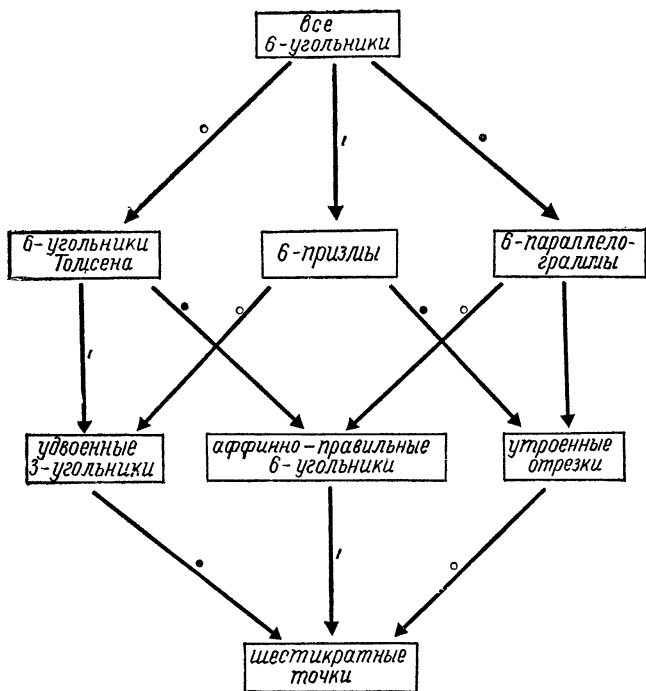 все
6-угольники
6-угольники
Томсена
6-призмы
6-параллело-
граммы
удвоенные
3-угольники
аффинно-правильные
6-угольники
утроенные
отрезки
шестикратные
точки